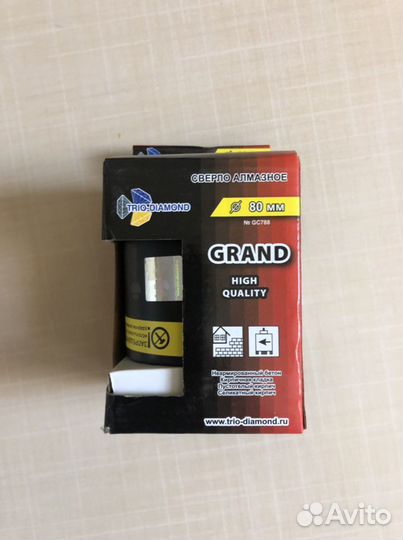 СВЕРЛО АЛМАЗНОЕ
TRIO-DIAMOND
80 мм
№ GC788
GRAND
HIGH
QUALITY
Неармированный бетон
Кирпичная кладка
Пустотелый кирпич
Силикатный кирпич
www.trio-diamond.ru
Avito